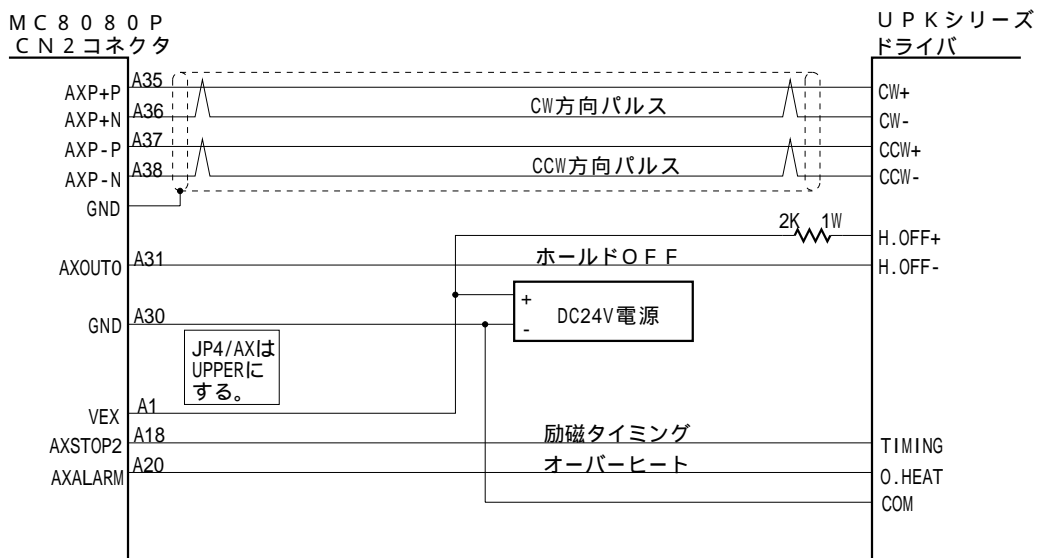 ＭＣ８０８０Ｐ
ＣＮ２コネクタ
ＵＰＫシリーズ
ドライバ
AXP+P A35 CW+
AXP+N A36 CW方向パルス CW-
AXP-P A37 CCW+
AXP-N A38 CCW方向パルス CCW-
GND
2K 1W H.OFF+
AXOUT0 A31 ホールドＯＦＦ H.OFF-
+
DC24V電源
-
GND A30
JP4/AXは
UPPERに
する。
VEX A1
AXSTOP2 A18 励磁タイミング TIMING
AXALARM A20 オーバーヒート O.HEAT
COM